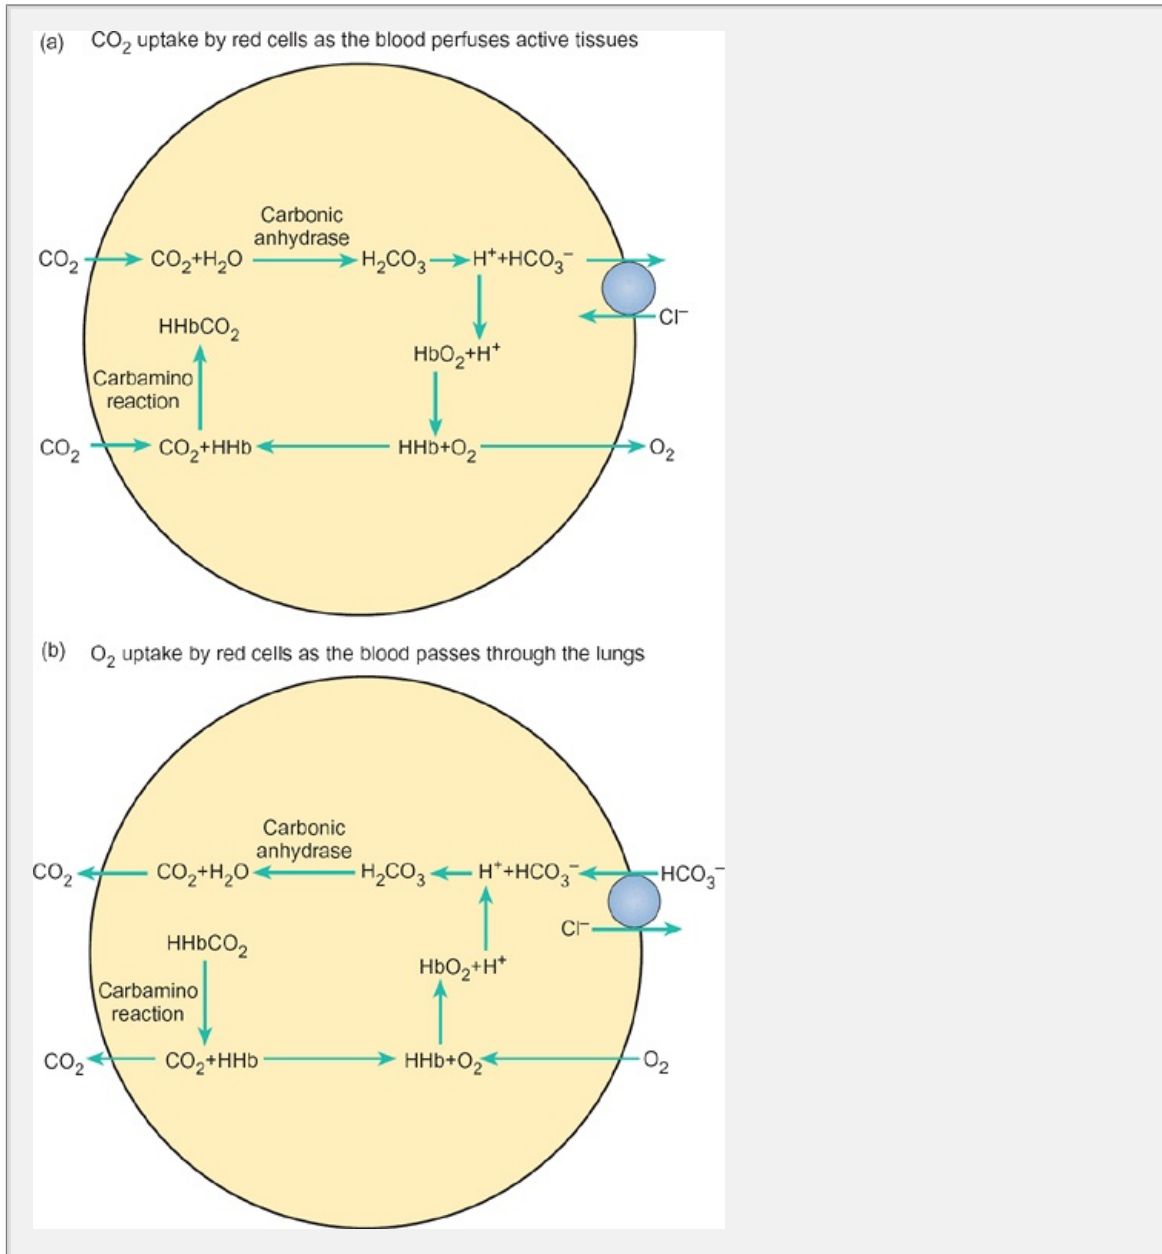 (a) CO₂ uptake by red cells as the blood perfuses active tissues
Carbonic
anhydrase
CO₂ CO₂+H₂O H₂CO₃ H⁺+HCO₃⁻
Cl⁻
HHbCO₂
HbO₂+H⁺
Carbamino
reaction
CO₂ CO₂+HHb HHb+O₂ O₂
(b) O₂ uptake by red cells as the blood passes through the lungs
Carbonic
anhydrase
CO₂ CO₂+H₂O H₂CO₃ H⁺+HCO₃⁻ HCO₃⁻
Cl⁻
HHbCO₂
HbO₂+H⁺
Carbamino
reaction
CO₂ CO₂+HHb HHb+O₂ O₂